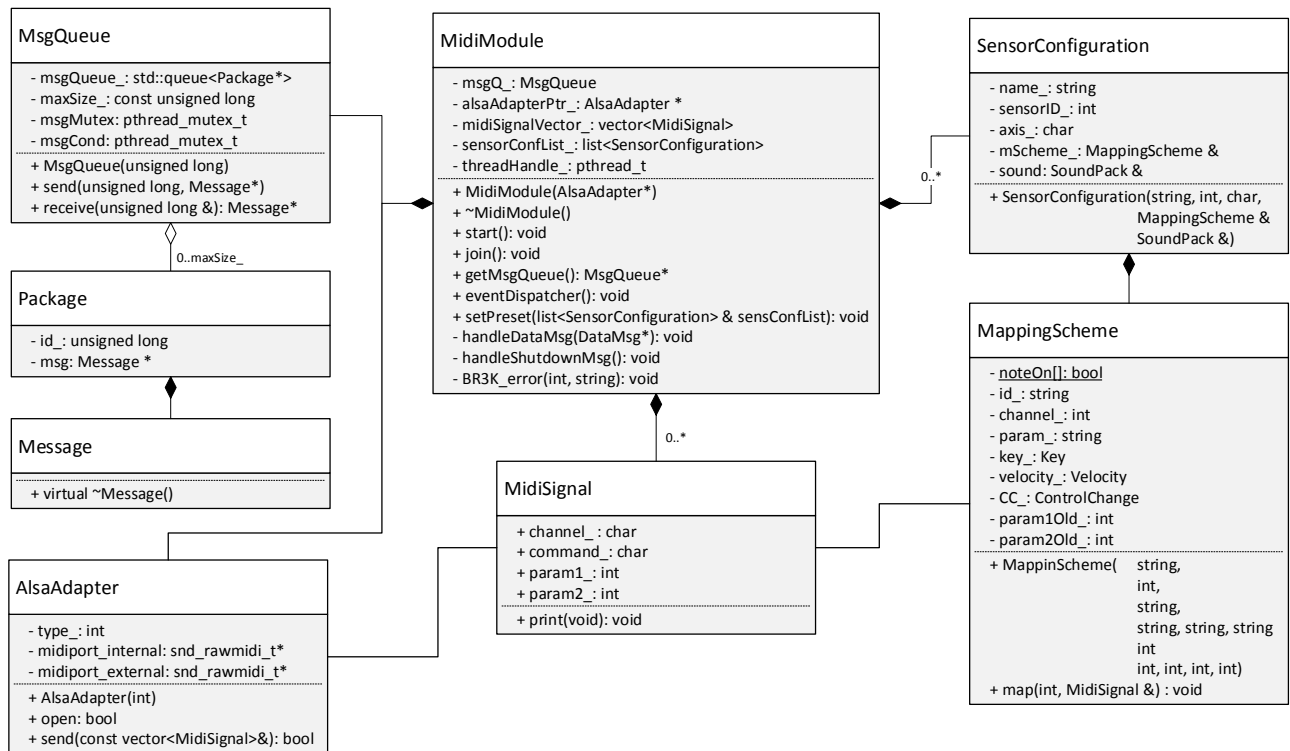 MsgQueue
- msgQueue_: std::queue<Package*>
- maxSize_: const unsigned long
- msgMutex: pthread_mutex_t
- msgCond: pthread_mutex_t
+ MsgQueue(unsigned long)
+ send(unsigned long, Message*)
+ receive(unsigned long &): Message*
0..maxSize_
Package
- id_: unsigned long
- msg: Message *
Message
+ virtual ~Message()
AlsaAdapter
- type_: int
- midiport_internal: snd_rawmidi_t*
- midiport_external: snd_rawmidi_t*
+ AlsaAdapter(int)
+ open: bool
+ send(const vector<MidiSignal>&): bool
MidiModule
- msgQ_: MsgQueue
- alsaAdapterPtr_: AlsaAdapter *
- midiSignalVector_: vector<MidiSignal>
- sensorConfList_: list<SensorConfiguration>
- threadHandle_: pthread_t
+ MidiModule(AlsaAdapter*)
+ ~MidiModule()
+ start(): void
+ join(): void
+ getMsgQueue(): MsgQueue*
+ eventDispatcher(): void
+ setPreset(list<SensorConfiguration> & sensConfList): void
- handleDataMsg(DataMsg*): void
- handleShutdownMsg(): void
- BR3K_error(int, string): void
0..*
0..*
MidiSignal
+ channel_: char
+ command_: char
+ param1_: int
+ param2_: int
+ print(void): void
SensorConfiguration
- name_: string
- sensorID_: int
- axis_: char
- mScheme_: MappingScheme &
- sound: SoundPack &
+ SensorConfiguration(string, int, char,
MappingScheme &
SoundPack &)
MappingScheme
- noteOn[]: bool
- id_: string
- channel_: int
- param_: string
- key_: Key
- velocity_: Velocity
- CC_: ControlChange
- param1Old_: int
- param2Old_: int
+ MappinScheme( string,
int,
string,
string, string, string
int
int, int, int, int)
+ map(int, MidiSignal &) : void